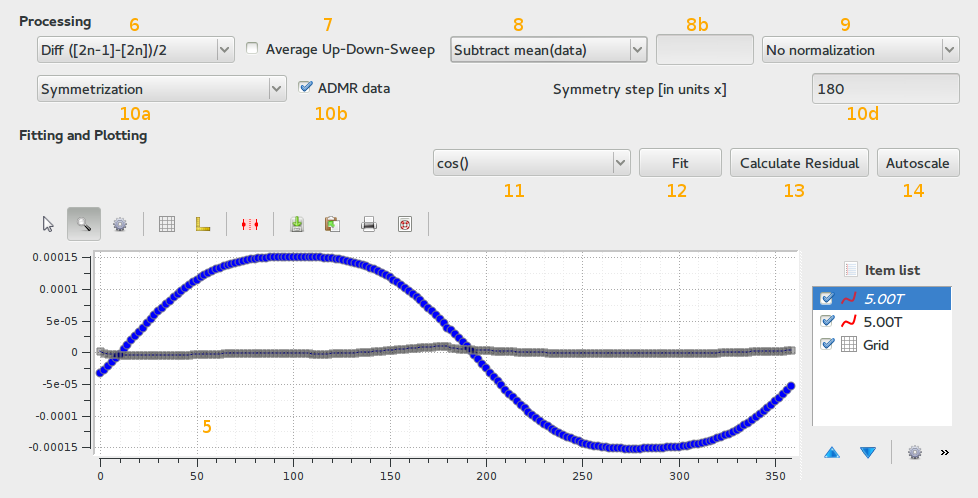 Processing
6 7 8 8b 9
Diff ([2n-1]-[2n])/2 Average Up-Down-Sweep Subtract mean(data) No normalization
Symmetrization ADMR data Symmetry step [in units x] 180
10a 10b 10d
Fitting and Plotting
cos() Fit Calculate Residual Autoscale
11 12 13 14
Item list
5.00T
5.00T
Grid
0.00015
0.0001
5e-05
0
-5e-05
-0.0001
-0.00015
5
0 50 100 150 200 250 300 350
»